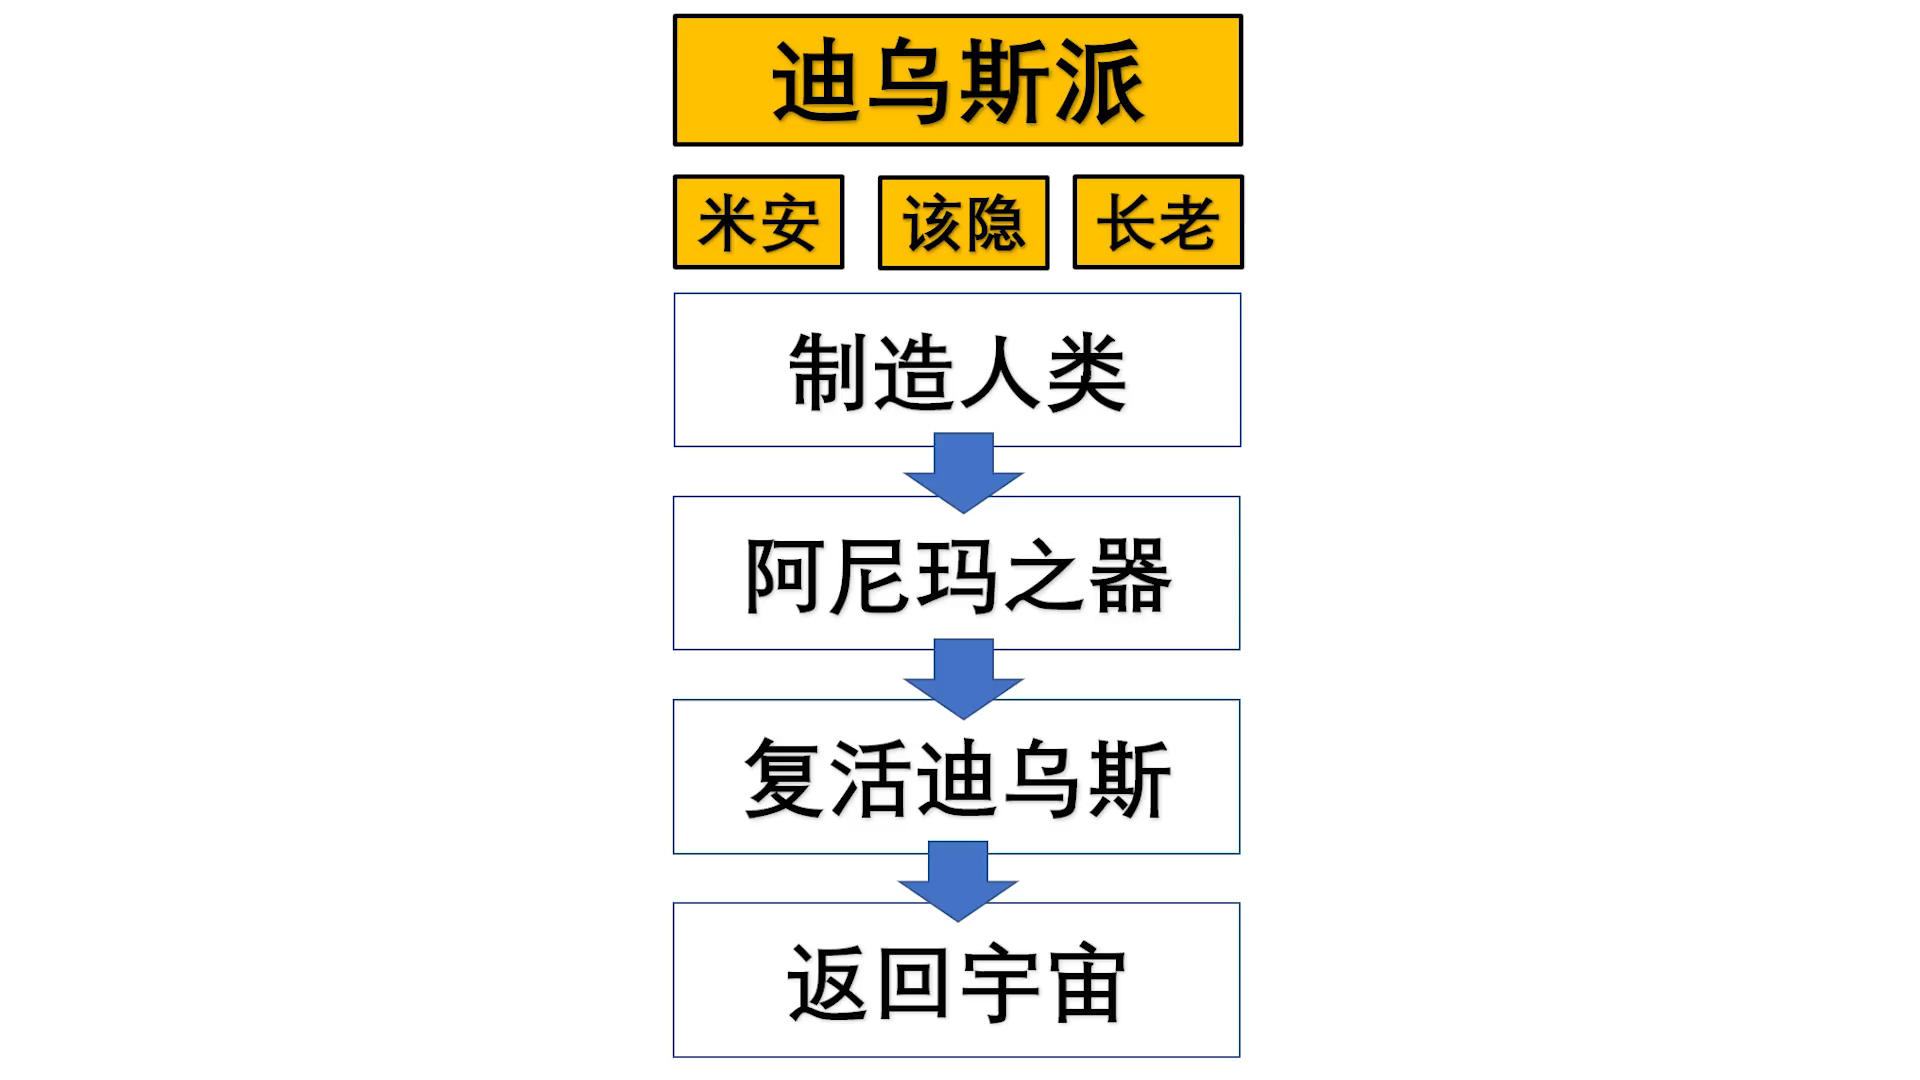 迪乌斯派
米安 该隐 长老
制造人类
阿尼玛之器
复活迪乌斯
返回宇宙